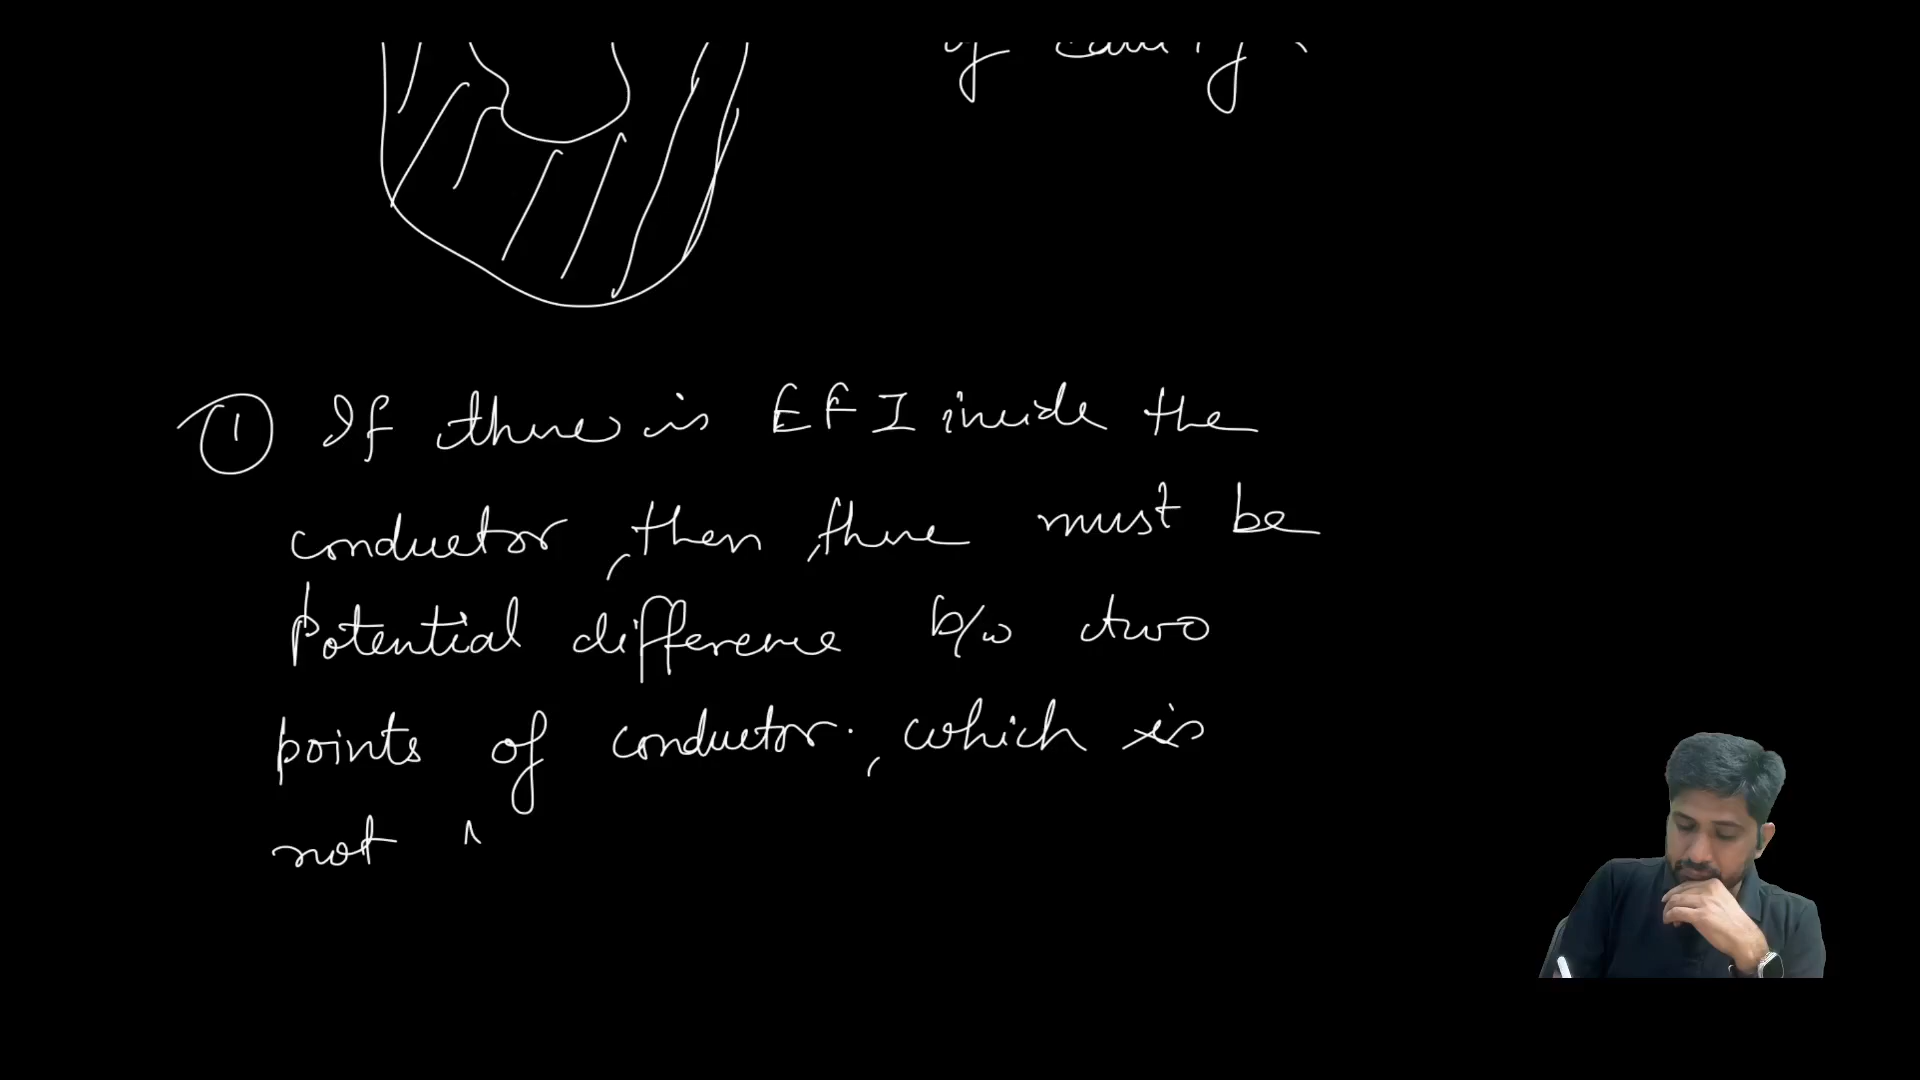 ① If there is EFI inside the
conductor, then there must be
Potential difference b/w two
points of conductor., which is
not